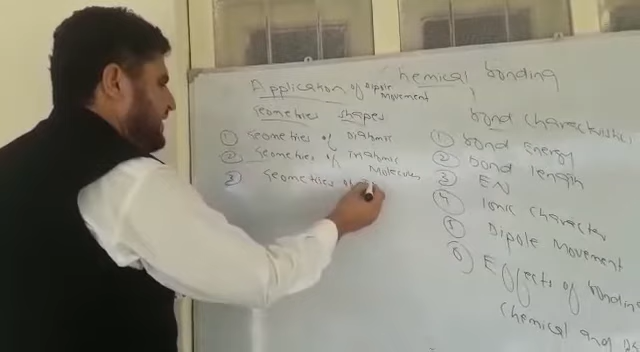 Chemical bonding
Application of Dipole
Movement
Geometries shapes
① Geometries of Diatomic
② Geometries of Triatomic
Molecules
③ Geometries of
bond characteristics
① bond Energy
② bond length
③ EN
④ Ionic character
⑤ Dipole Movement
⑥ Effects of bonding
chemical and